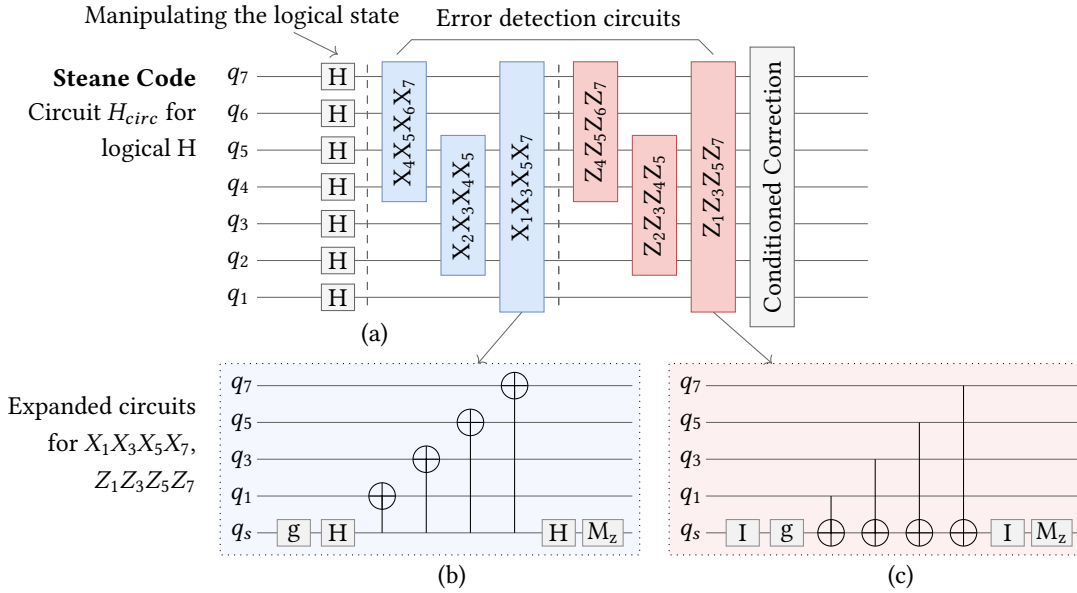 Manipulating the logical state
Error detection circuits
Steane Code
Circuit H_circ for
logical H
q₇ H
q₆ H
q₅ H
q₄ H
q₃ H
q₂ H
q₁ H
X₄X₅X₆X₇
X₂X₃X₄X₅
X₁X₃X₅X₇
Z₄Z₅Z₆Z₇
Z₂Z₃Z₄Z₅
Z₁Z₃Z₅Z₇
Conditioned Correction
(a)
Expanded circuits
for X₁X₃X₅X₇,
Z₁Z₃Z₅Z₇
q₇
q₅
q₃
q₁
qₛ g H H M_z
(b)
q₇
q₅
q₃
q₁
qₛ I g I M_z
(c)